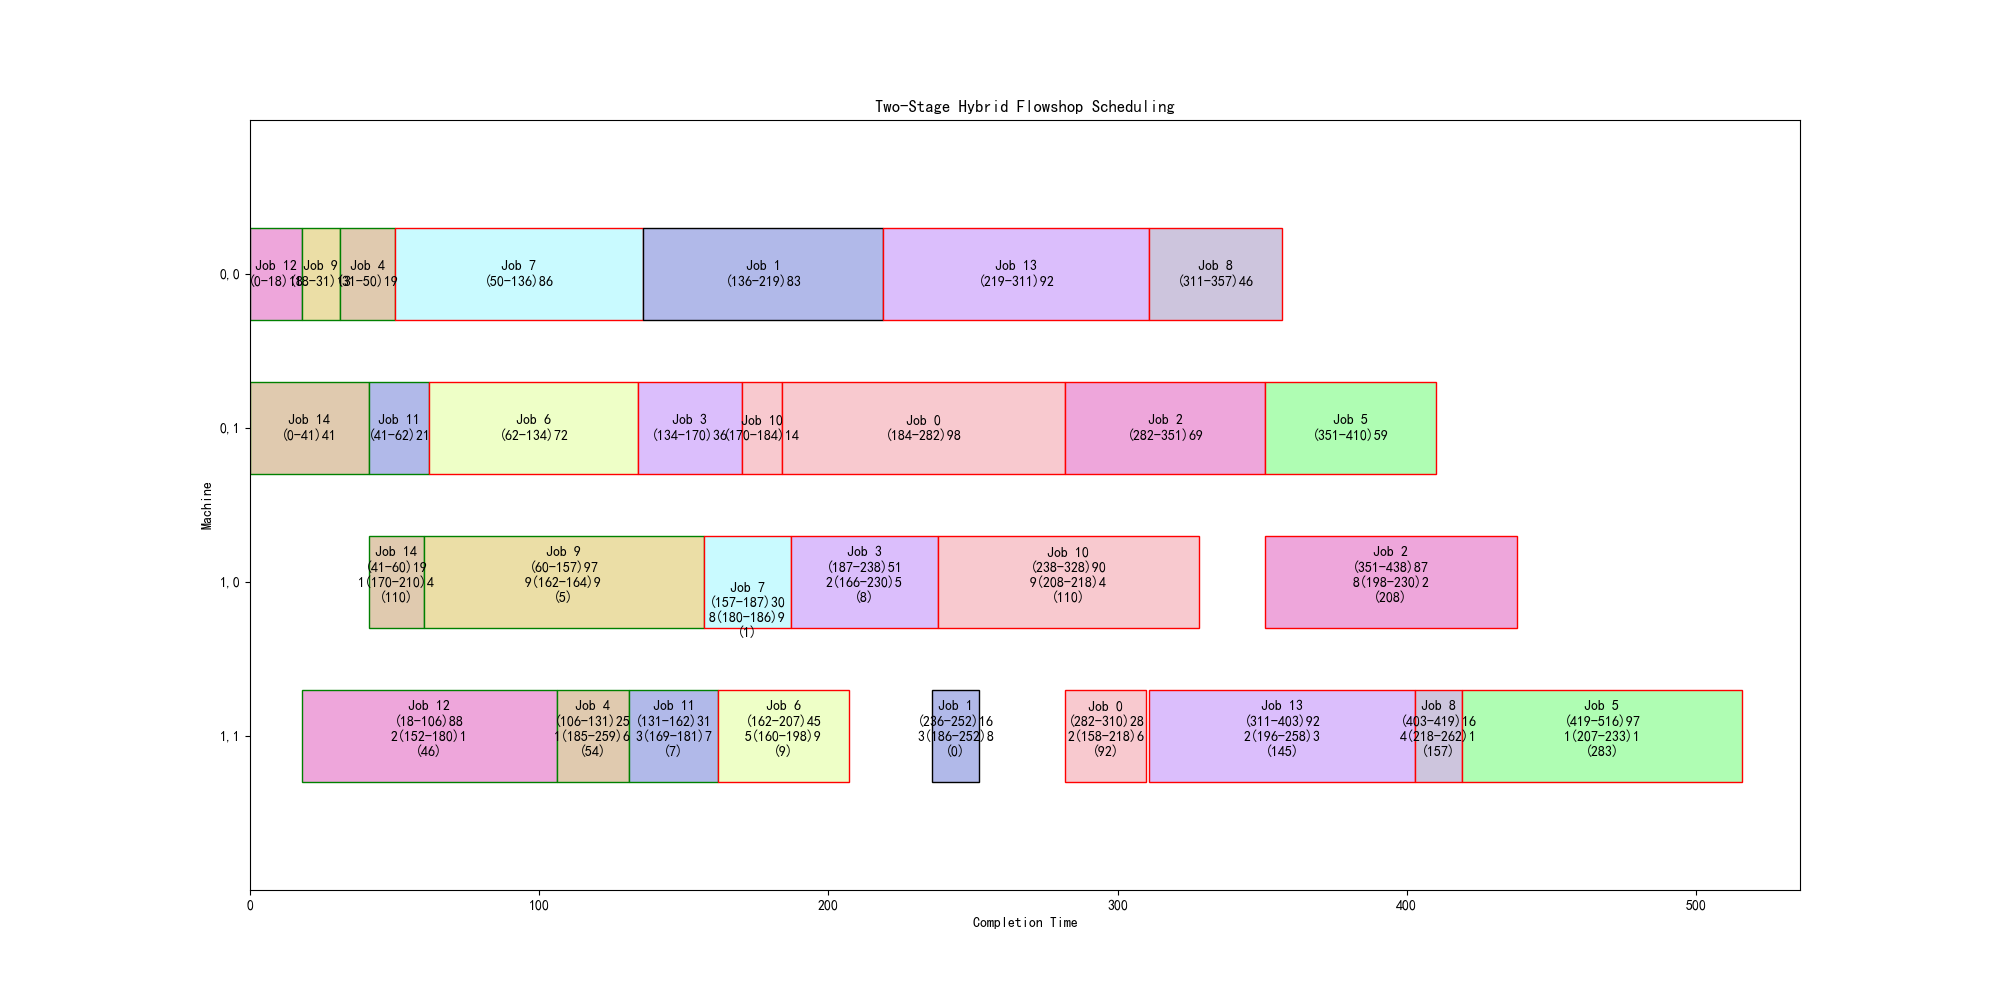 Two-Stage Hybrid Flowshop Scheduling
0,0
Job 12
(0-18)18
Job 9
(18-31)13
Job 4
(31-50)19
Job 7
(50-136)86
Job 1
(136-219)83
Job 13
(219-311)92
Job 8
(311-357)46
0,1
Job 14
(0-41)41
Job 11
(41-62)21
Job 6
(62-134)72
Job 3
(134-170)36
Job 10
(170-184)14
Job 0
(184-282)98
Job 2
(282-351)69
Job 5
(351-410)59
Machine
1,0
Job 14
(41-60)19
1(170-210)4
(110)
Job 9
(60-157)97
9(162-164)9
(5)
Job 7
(157-187)30
8(180-186)9
(1)
Job 3
(187-238)51
2(166-230)5
(8)
Job 10
(238-328)90
9(208-218)4
(110)
Job 2
(351-438)87
8(198-230)2
(208)
1,1
Job 12
(18-106)88
2(152-180)1
(46)
Job 4
(106-131)25
1(185-259)6
(54)
Job 11
(131-162)31
3(169-181)7
(7)
Job 6
(162-207)45
5(160-198)9
(9)
Job 1
(236-252)16
3(186-252)8
(0)
Job 0
(282-310)28
2(158-218)6
(92)
Job 13
(311-403)92
2(196-258)3
(145)
Job 8
(403-419)16
4(218-262)1
(157)
Job 5
(419-516)97
1(207-233)1
(283)
0
100
200
300
400
500
Completion Time